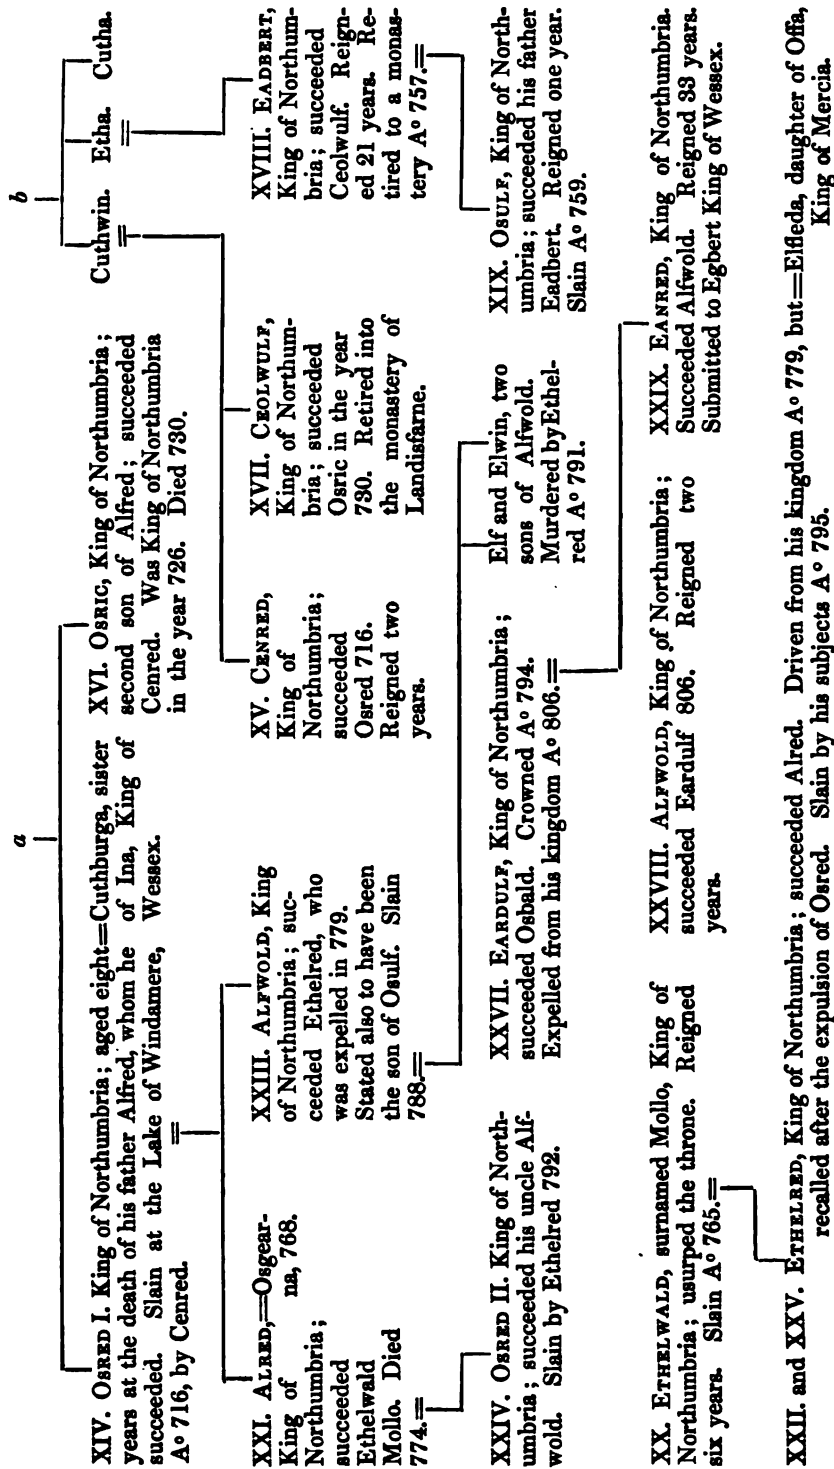 a
b
XIV. OSRED I. King of Northumbria; aged eight=Cuthburga, sister
years at the death of his father Alfred, whom he of Ina, King of
succeeded. Slain at the Lake of Windamere, Wessex.
Aº 716, by Cenred.
XVI. OSRIC, King of Northumbria;
second son of Alfred; succeeded
Cenred. Was King of Northumbria
in the year 726. Died 730.
Cuthwin. Etha. Cutha.
XXI. ALRED,=Osgear-
King of na, 768.
Northumbria;
succeeded
Ethelwald
Mollo. Died
774.=
XXIII. ALFWOLD, King
of Northumbria; suc-
ceeded Ethelred, who
was expelled in 779.
Stated also to have been
the son of Osulf. Slain
788.=
XV. CENRED,
King of
Northumbria;
succeeded
Osred 716.
Reigned two
years.
XVII. CEOLWULF,
King of Northum-
bria; succeeded
Osric in the year
730. Retired into
the monastery of
Landisfarne.
XVIII. EADBERT,
King of Northum-
bria; succeeded
Ceolwulf. Reign-
ed 21 years. Re-
tired to a monas-
tery Aº 757.=
XXIV. OSRED II. King of North-
umbria; succeeded his uncle Alf-
wold. Slain by Ethelred 792.
XXVII. EARDULF, King of Northumbria;
succeeded Osbald. Crowned Aº 794.
Expelled from his kingdom Aº 806.=
Elf and Elwin, two
sons of Alfwold.
Murdered by Ethel-
red Aº 791.
XIX. OSULF, King of North-
umbria; succeeded his father
Eadbert. Reigned one year.
Slain Aº 759.
XX. ETHELWALD, surnamed Mollo, King of
Northumbria; usurped the throne. Reigned
six years. Slain Aº 765.=
XXVIII. ALFWOLD, King of Northumbria;
succeeded Eardulf 806. Reigned two
years.
XXIX. EANRED, King of Northumbria.
Succeeded Alfwold. Reigned 33 years.
Submitted to Egbert King of Wessex.
XXII. and XXV. ETHELRED, King of Northumbria; succeeded Alred. Driven from his kingdom Aº 779, but=Elfleda, daughter of Offa,
recalled after the expulsion of Osred. Slain by his subjects Aº 795. King of Mercia.